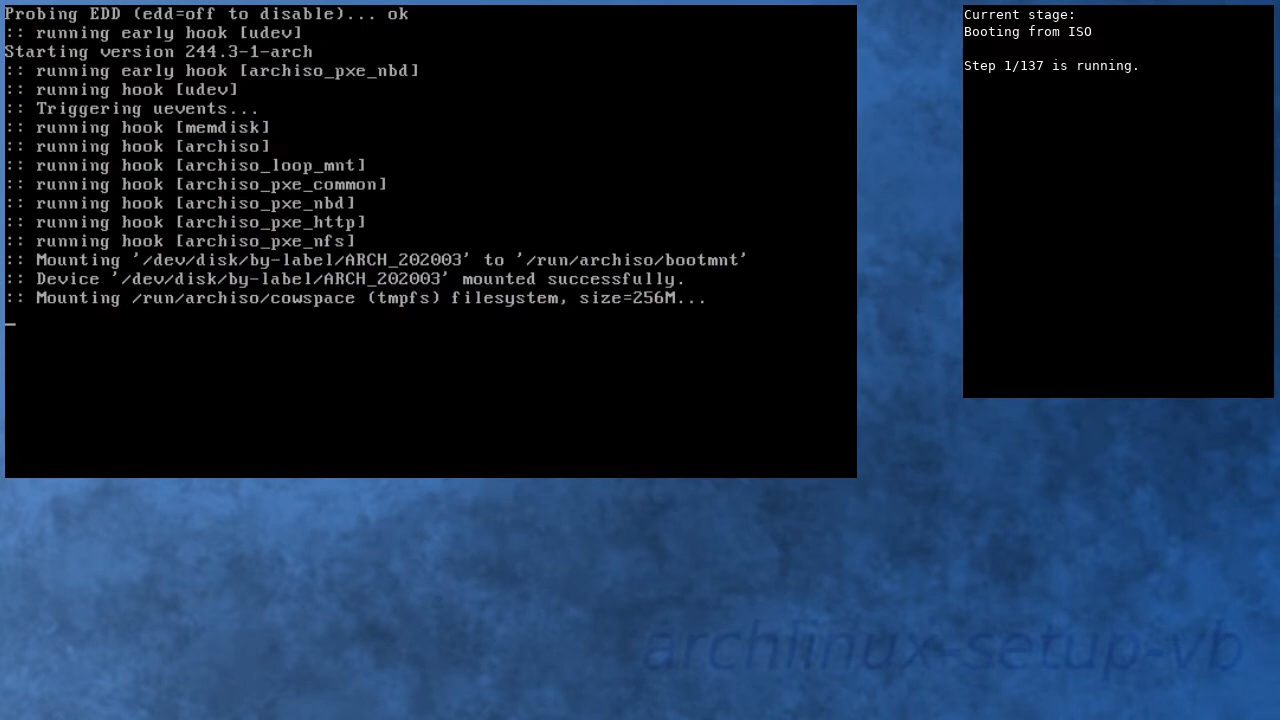 Probing EDD (edd=off to disable)... ok
:: running early hook [udev]
Starting version 244.3-1-arch
:: running early hook [archiso_pxe_nbd]
:: running hook [udev]
:: Triggering uevents...
:: running hook [memdisk]
:: running hook [archiso]
:: running hook [archiso_loop_mnt]
:: running hook [archiso_pxe_common]
:: running hook [archiso_pxe_nbd]
:: running hook [archiso_pxe_http]
:: running hook [archiso_pxe_nfs]
:: Mounting '/dev/disk/by-label/ARCH_202003' to '/run/archiso/bootmnt'
:: Device '/dev/disk/by-label/ARCH_202003' mounted successfully.
:: Mounting /run/archiso/cowspace (tmpfs) filesystem, size=256M...
Current stage:
Booting from ISO
Step 1/137 is running.
archlinux-setup-vb